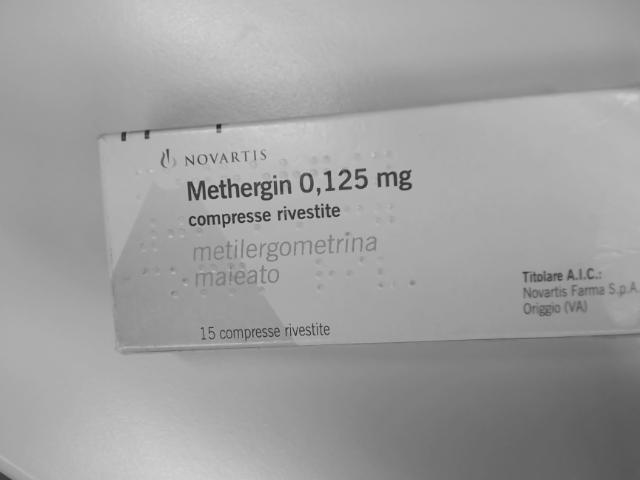 NOVARTIS
Methergin 0,125 mg
compresse rivestite
metilergometrina
maleato
15 compresse rivestite
Titolare A.I.C.:
Novartis Farma S.p.A.
Origgio (VA)